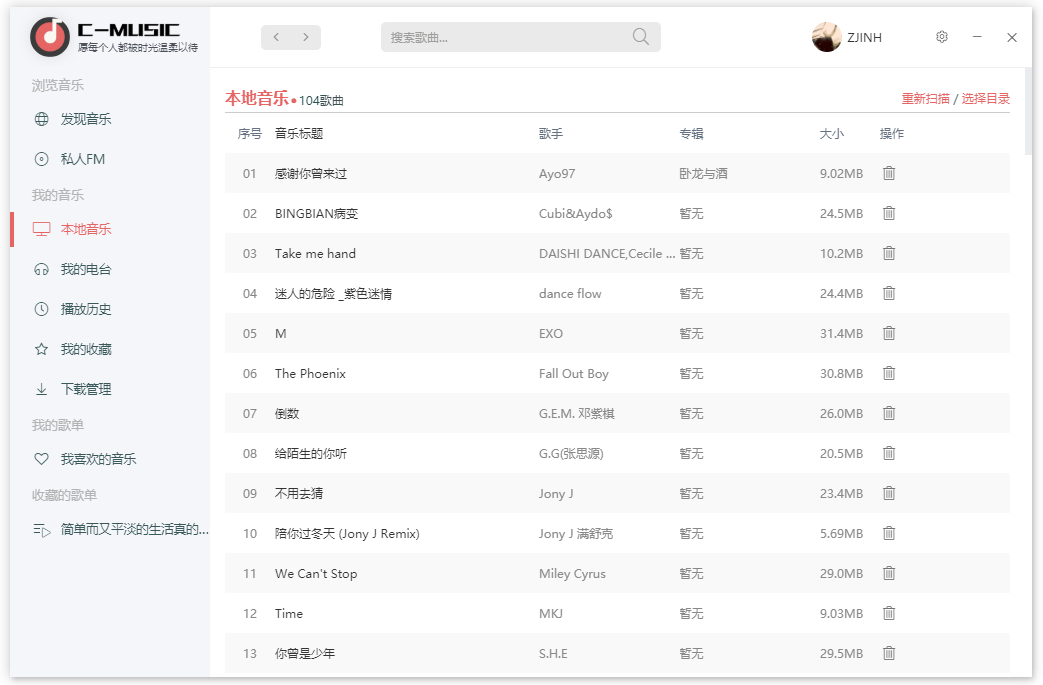 C-MUSIC
愿每个人都被时光温柔以待
搜索歌曲...
ZJINH
浏览音乐
发现音乐
私人FM
我的音乐
本地音乐
我的电台
播放历史
我的收藏
下载管理
我的歌单
我喜欢的音乐
收藏的歌单
简单而又平淡的生活真的...
本地音乐•104歌曲 重新扫描 / 选择目录
序号 音乐标题 歌手 专辑 大小 操作
01 感谢你曾来过 Ayo97 卧龙与酒 9.02MB
02 BINGBIAN病变 Cubi&Aydo$ 暂无 24.5MB
03 Take me hand DAISHI DANCE,Cecile ... 暂无 10.2MB
04 迷人的危险 _紫色迷情 dance flow 暂无 24.4MB
05 M EXO 暂无 31.4MB
06 The Phoenix Fall Out Boy 暂无 30.8MB
07 倒数 G.E.M. 邓紫棋 暂无 26.0MB
08 给陌生的你听 G.G(张思源) 暂无 20.5MB
09 不用去猜 Jony J 暂无 23.4MB
10 陪你过冬天 (Jony J Remix) Jony J 满舒克 暂无 5.69MB
11 We Can't Stop Miley Cyrus 暂无 29.0MB
12 Time MKJ 暂无 9.03MB
13 你曾是少年 S.H.E 暂无 29.5MB